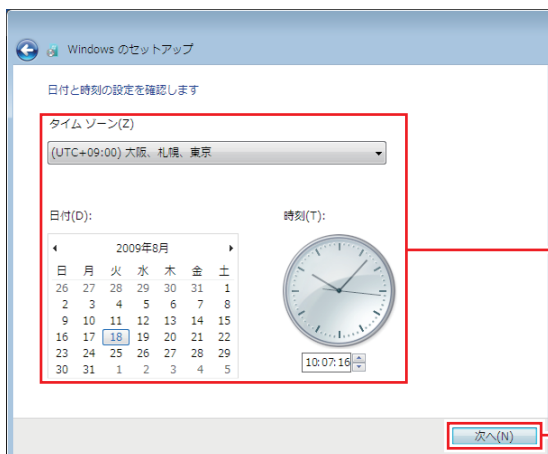 Windows のセットアップ
日付と時刻の設定を確認します
タイム ゾーン(Z)
(UTC+09:00) 大阪、札幌、東京
日付(D):
2009年8月
日 月 火 水 木 金 土
26 27 28 29 30 31 1
2 3 4 5 6 7 8
9 10 11 12 13 14 15
16 17 18 19 20 21 22
23 24 25 26 27 28 29
30 31 1 2 3 4 5
時刻(T):
10:07:16
次へ(N)